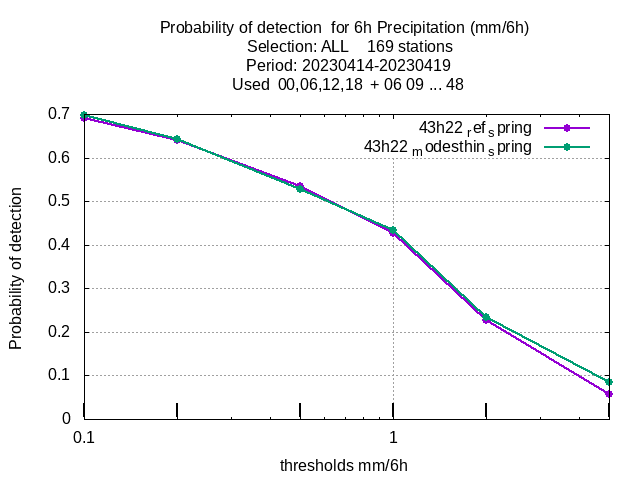 Probability of detection  for 6h Precipitation (mm/6h)
Selection: ALL    169 stations
Period: 20230414-20230419
Used  00,06,12,18  + 06 09 ... 48
43h22 ref spring
43h22 modesthin spring
Probability of detection
0.7
0.6
0.5
0.4
0.3
0.2
0.1
0
0.1 1
thresholds mm/6h